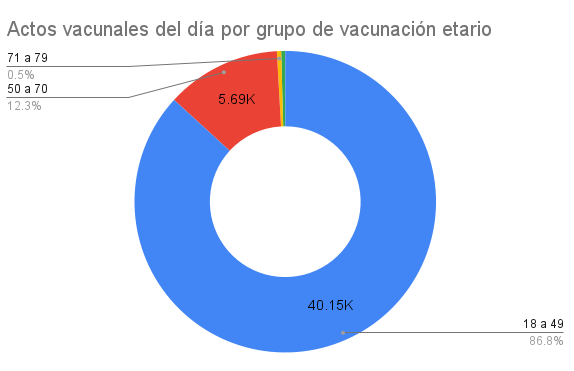 Actos vacunales del día por grupo de vacunación etario
71 a 79
0.5%
50 a 70
12.3%
5.69K
40.15K
18 a 49
86.8%